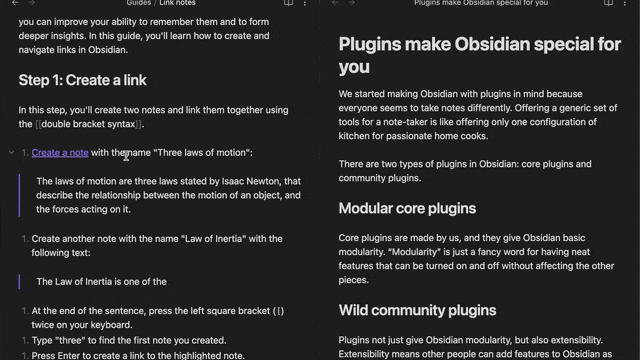 Guides / Link notes
you can improve your ability to remember them and to form
deeper insights. In this guide, you'll learn how to create and
navigate links in Obsidian.
Step 1: Create a link
In this step, you'll create two notes and link them together using
the [[double bracket syntax]].
1. Create a note with the name "Three laws of motion":
The laws of motion are three laws stated by Isaac Newton, that
describe the relationship between the motion of an object, and
the forces acting on it.
1. Create another note with the name "Law of Inertia" with the
following text:
The Law of Inertia is one of the
1. At the end of the sentence, press the left square bracket ([)
twice on your keyboard.
1. Type "three" to find the first note you created.
1. Press Enter to create a link to the highlighted note.
Plugins make Obsidian special for you
Plugins make Obsidian special for
you
We started making Obsidian with plugins in mind because
everyone seems to take notes differently. Offering a generic set of
tools for a note-taker is like offering only one configuration of
kitchen for passionate home cooks.
There are two types of plugins in Obsidian: core plugins and
community plugins.
Modular core plugins
Core plugins are made by us, and they give Obsidian basic
modularity. "Modularity" is just a fancy word for having neat
features that can be turned on and off without affecting the other
pieces.
Wild community plugins
Plugins not just give Obsidian modularity, but also extensibility.
Extensibility means other people can add features to Obsidian as